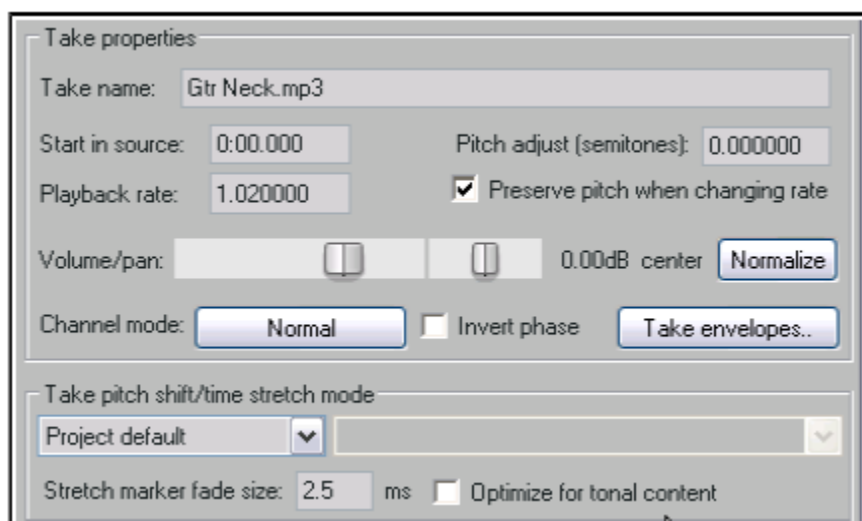 Take properties
Take name: Gtr Neck.mp3
Start in source: 0:00.000 Pitch adjust (semitones): 0.000000
Playback rate: 1.020000 Preserve pitch when changing rate
Volume/pan: 0.00dB center Normalize
Channel mode: Normal Invert phase Take envelopes..
Take pitch shift/time stretch mode
Project default
Stretch marker fade size: 2.5 ms Optimize for tonal content